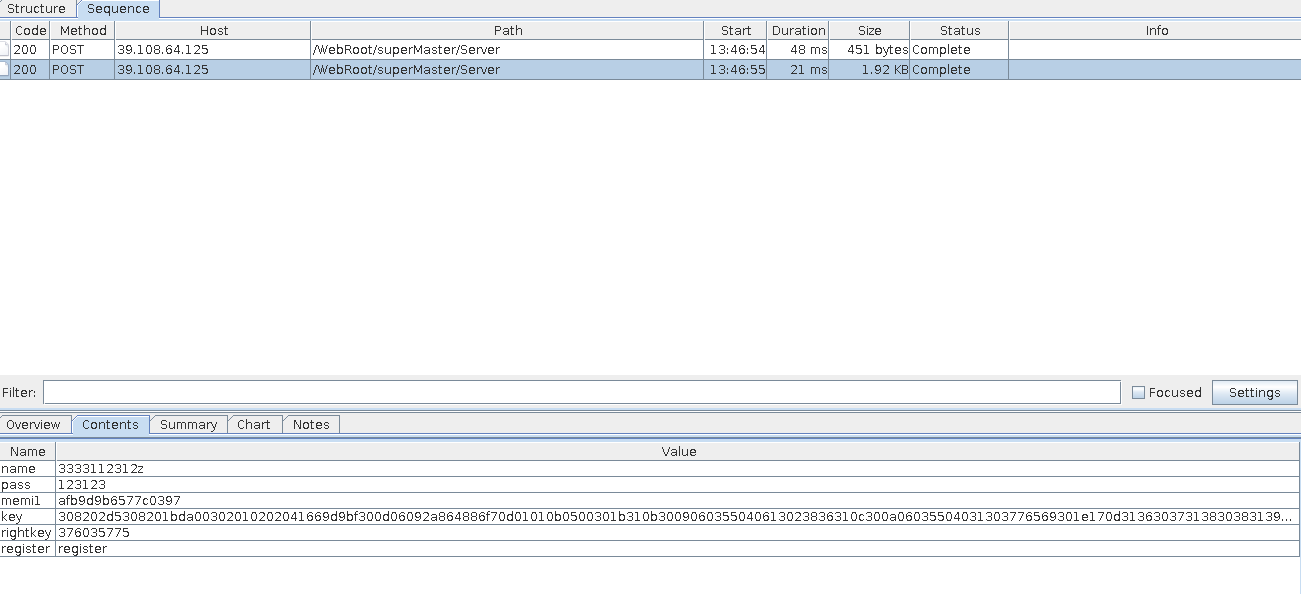 Structure Sequence
Code Method Host Path Start Duration Size Status Info
200 POST 39.108.64.125 /WebRoot/superMaster/Server 13:46:54 48 ms 451 bytes Complete
200 POST 39.108.64.125 /WebRoot/superMaster/Server 13:46:55 21 ms 1.92 KB Complete
Filter: Focused Settings
Overview Contents Summary Chart Notes
Name Value
name 3333112312z
pass 123123
memi1 afb9d9b6577c0397
key 308202d5308201bda00302010202041669d9bf300d06092a864886f70d01010b0500301b310b3009060355040613023836310c300a06035504031303776569301e170d3136303731383038313139...
rightkey 376035775
register register